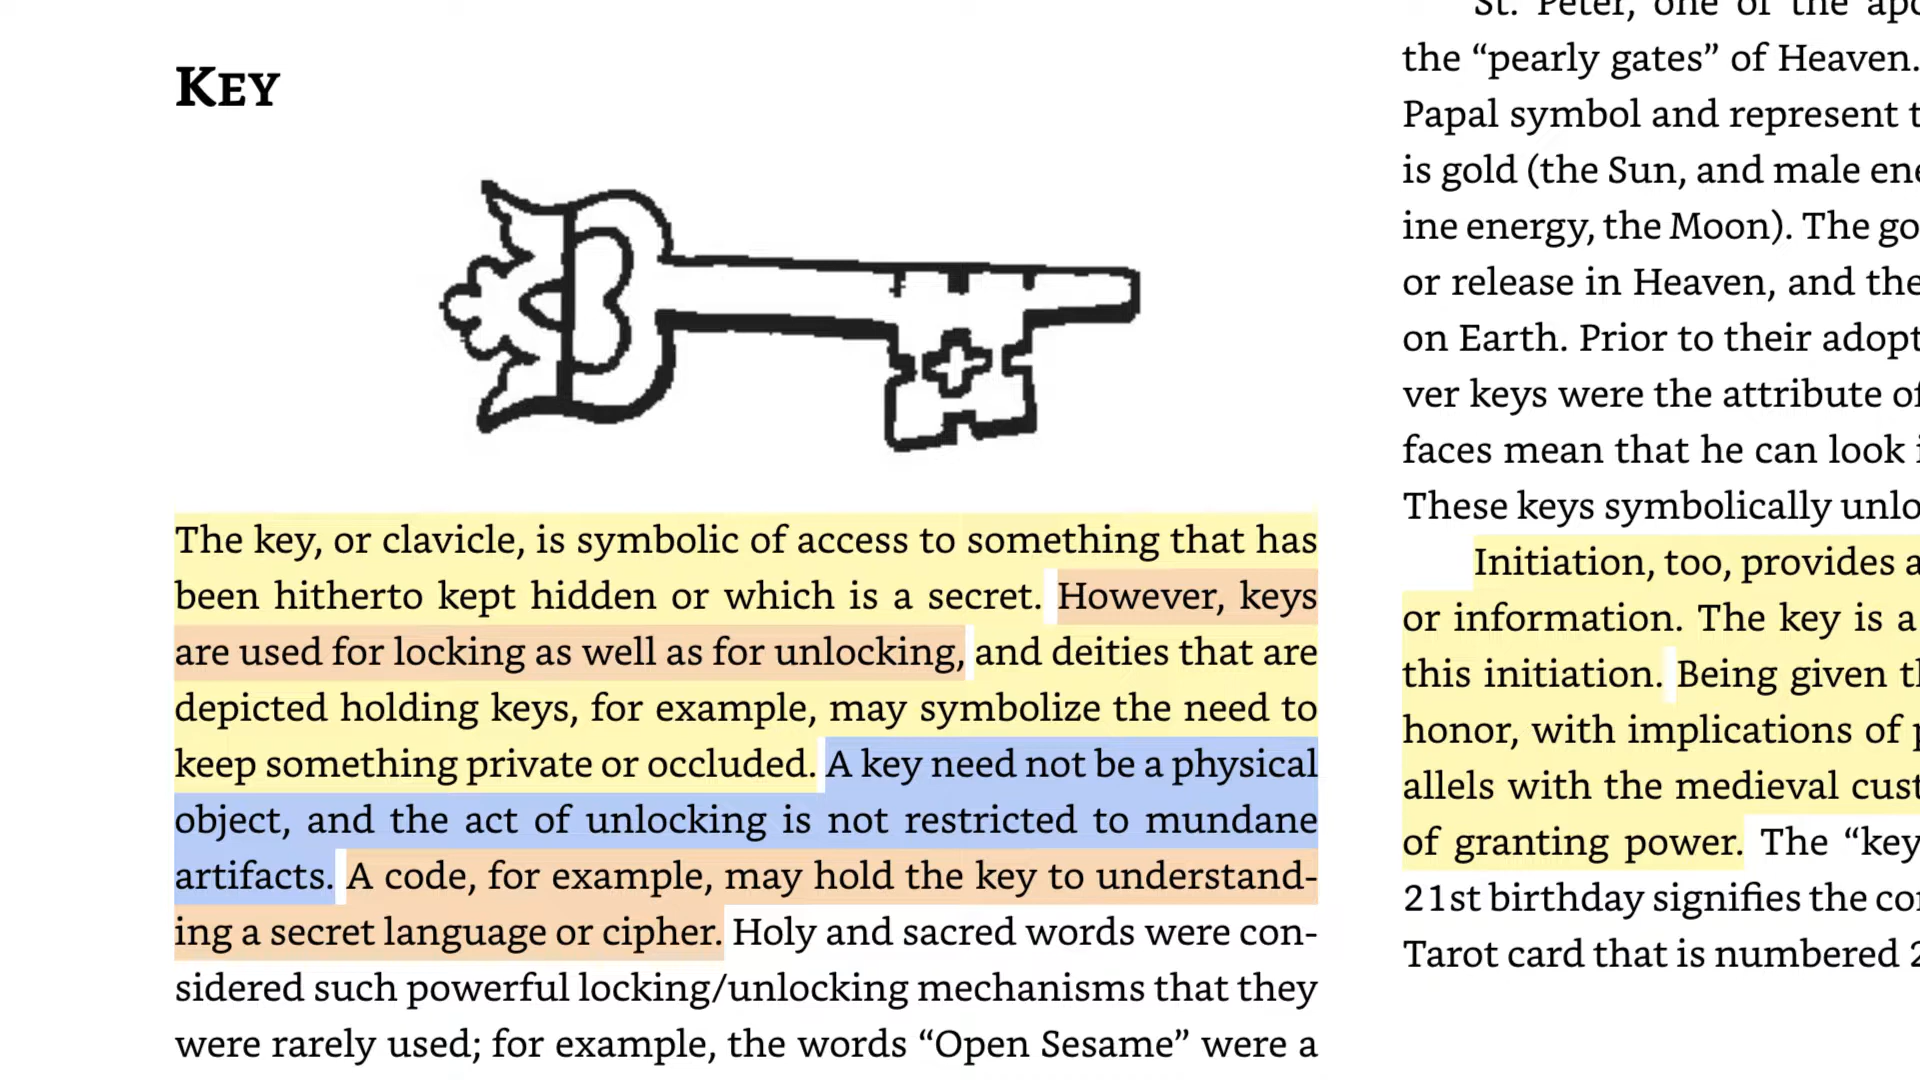 KEY
The key, or clavicle, is symbolic of access to something that has
been hitherto kept hidden or which is a secret. However, keys
are used for locking as well as for unlocking, and deities that are
depicted holding keys, for example, may symbolize the need to
keep something private or occluded. A key need not be a physical
object, and the act of unlocking is not restricted to mundane
artifacts. A code, for example, may hold the key to understand-
ing a secret language or cipher. Holy and sacred words were con-
sidered such powerful locking/unlocking mechanisms that they
were rarely used; for example, the words “Open Sesame” were a
St. Peter, one of the
the “pearly gates” of Heaven.
Papal symbol and represent
is gold (the Sun, and male
ine energy, the Moon). The
or release in Heaven, and the
on Earth. Prior to their
ver keys were the attribute of
faces mean that he can look
These keys symbolically
Initiation, too, provides a
or information. The key is a
this initiation. Being given
honor, with implications of
allels with the medieval
of granting power. The “key
21st birthday signifies the
Tarot card that is numbered